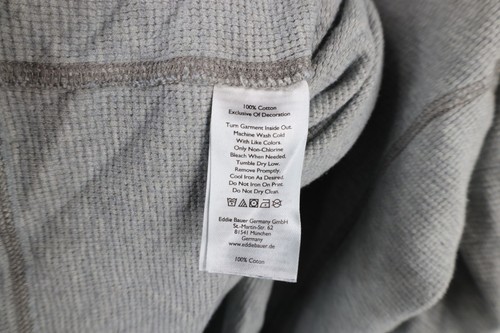 100% Cotton
Exclusive Of Decoration
Turn Garment Inside Out.
Machine Wash Cold
With Like Colors.
Only Non-Chlorine
Bleach When Needed.
Tumble Dry Low.
Remove Promptly.
Cool Iron As Desired.
Do Not Iron On Print.
Do Not Dry Clean.
Eddie Bauer Germany GmbH
St.-Martin-Str. 62
81541 München
Germany
www.eddiebauer.de
100% Cotton